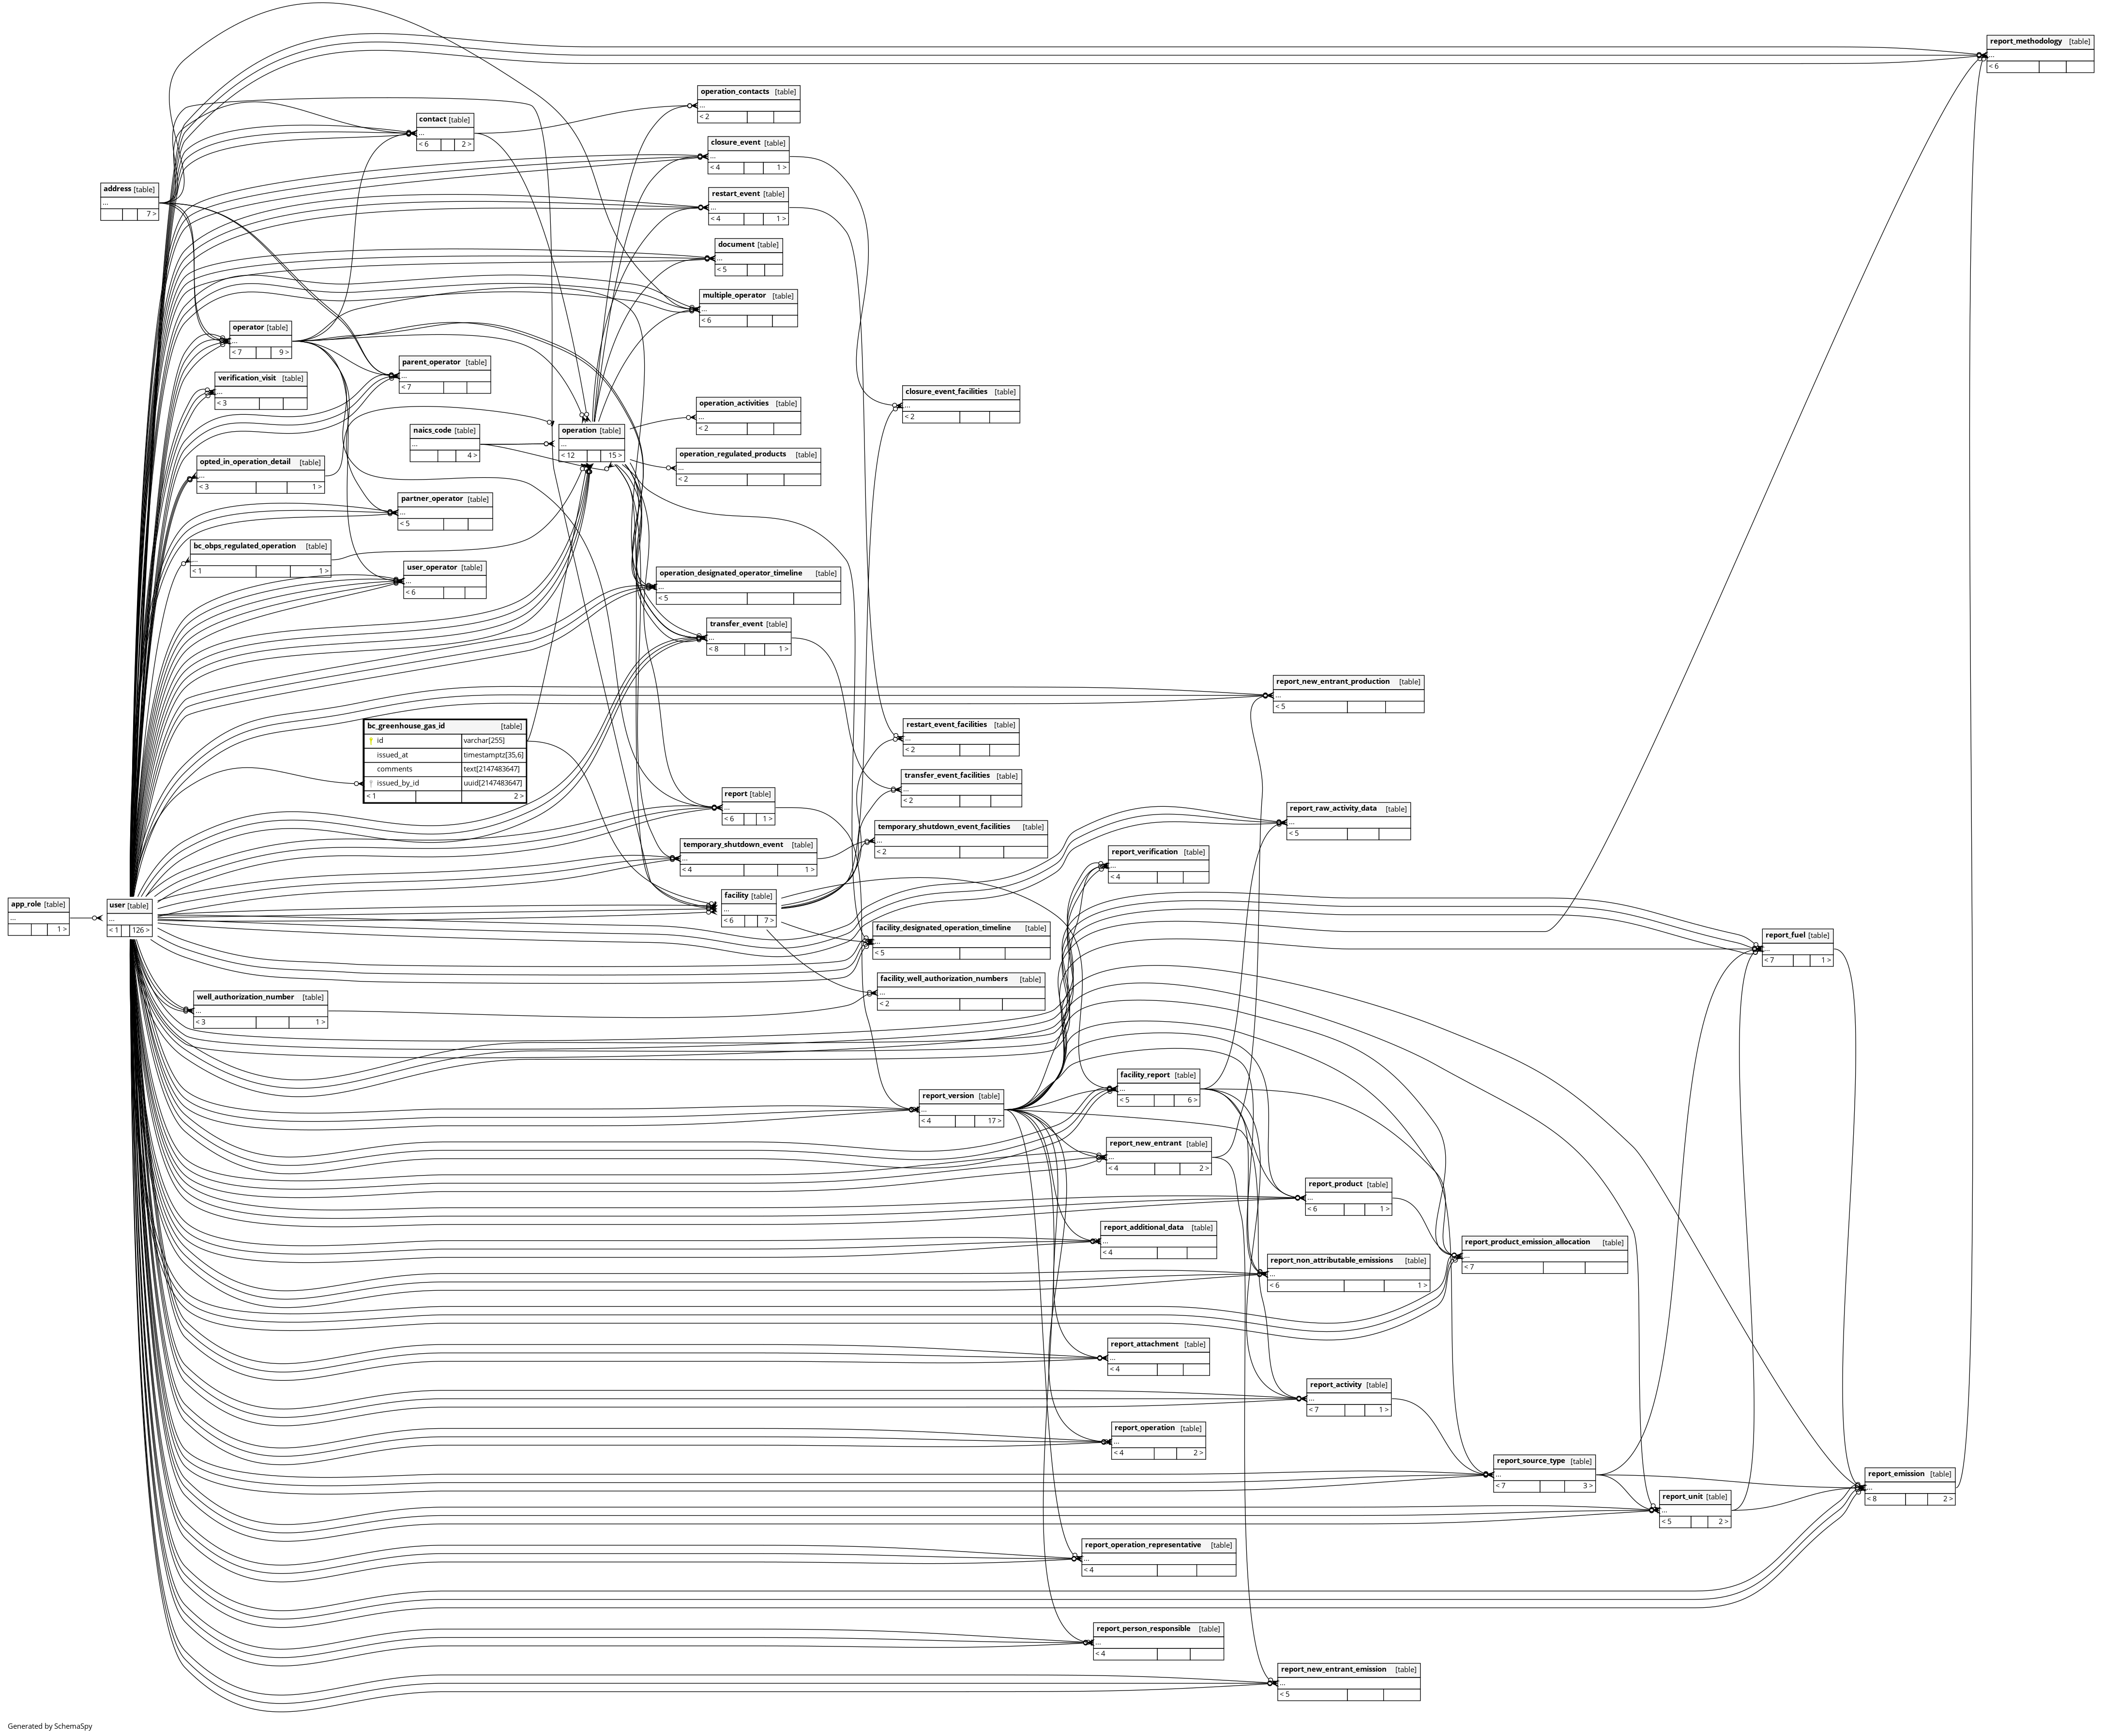 report_methodology [table]
...
< 6
operation_contacts [table]
...
< 2
contact [table]
...
< 6 2 >
closure_event [table]
...
< 4 1 >
address [table]
...
7 >
restart_event [table]
...
< 4 1 >
document [table]
...
< 5
multiple_operator [table]
...
< 6
operator [table]
...
< 7 9 >
parent_operator [table]
...
< 7
verification_visit [table]
...
< 3
closure_event_facilities [table]
...
< 2
operation_activities [table]
...
< 2
naics_code [table]
...
4 >
operation [table]
...
< 12 15 >
operation_regulated_products [table]
...
< 2
opted_in_operation_detail [table]
...
< 3 1 >
partner_operator [table]
...
< 5
bc_obps_regulated_operation [table]
...
< 1 1 >
user_operator [table]
...
< 6
operation_designated_operator_timeline [table]
...
< 5
transfer_event [table]
...
< 8 1 >
report_new_entrant_production [table]
...
< 5
bc_greenhouse_gas_id [table]
id varchar[255]
issued_at timestamptz[35,6]
comments text[2147483647]
issued_by_id uuid[2147483647]
< 1 2 >
restart_event_facilities [table]
...
< 2
transfer_event_facilities [table]
...
< 2
report [table]
...
< 6 1 >
report_raw_activity_data [table]
...
< 5
temporary_shutdown_event_facilities [table]
...
< 2
temporary_shutdown_event [table]
...
< 4 1 >
report_verification [table]
...
< 4
facility [table]
...
< 6 7 >
app_role [table]
...
1 >
user [table]
...
< 1 126 >
facility_designated_operation_timeline [table]
...
< 5
report_fuel [table]
...
< 7 1 >
facility_well_authorization_numbers [table]
...
< 2
well_authorization_number [table]
...
< 3 1 >
facility_report [table]
...
< 5 6 >
report_version [table]
...
< 4 17 >
report_new_entrant [table]
...
< 4 2 >
report_product [table]
...
< 6 1 >
report_additional_data [table]
...
< 4
report_product_emission_allocation [table]
...
< 7
report_non_attributable_emissions [table]
...
< 6 1 >
report_attachment [table]
...
< 4
report_activity [table]
...
< 7 1 >
report_operation [table]
...
< 4 2 >
report_source_type [table]
...
< 7 3 >
report_emission [table]
...
< 8 2 >
report_unit [table]
...
< 5 2 >
report_operation_representative [table]
...
< 4
report_person_responsible [table]
...
< 4
report_new_entrant_emission [table]
...
< 5
Generated by SchemaSpy